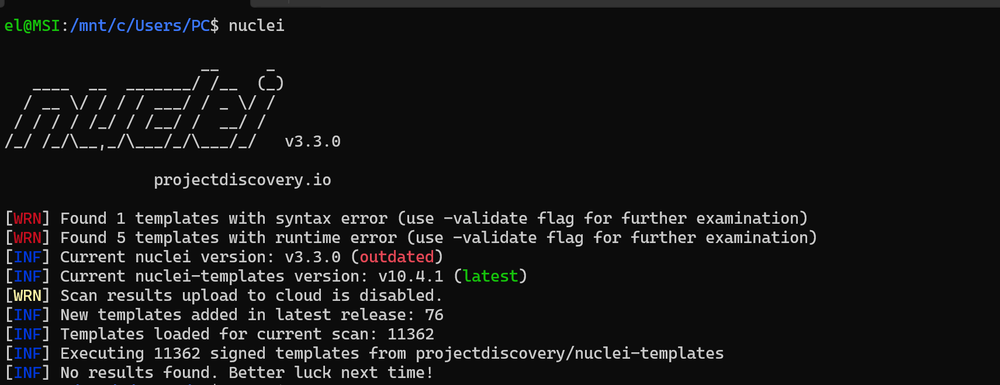 el@MSI:/mnt/c/Users/PC$ nuclei
                     __     _
   ____  __  _______/ /__  (_)
  / __ \/ / / / ___/ / _ \/ /
 / / / / /_/ / /__/ /  __/ /
/_/ /_/\__,_/\___/_/\___/_/   v3.3.0
projectdiscovery.io
[WRN] Found 1 templates with syntax error (use -validate flag for further examination)
[WRN] Found 5 templates with runtime error (use -validate flag for further examination)
[INF] Current nuclei version: v3.3.0 (outdated)
[INF] Current nuclei-templates version: v10.4.1 (latest)
[WRN] Scan results upload to cloud is disabled.
[INF] New templates added in latest release: 76
[INF] Templates loaded for current scan: 11362
[INF] Executing 11362 signed templates from projectdiscovery/nuclei-templates
[INF] No results found. Better luck next time!